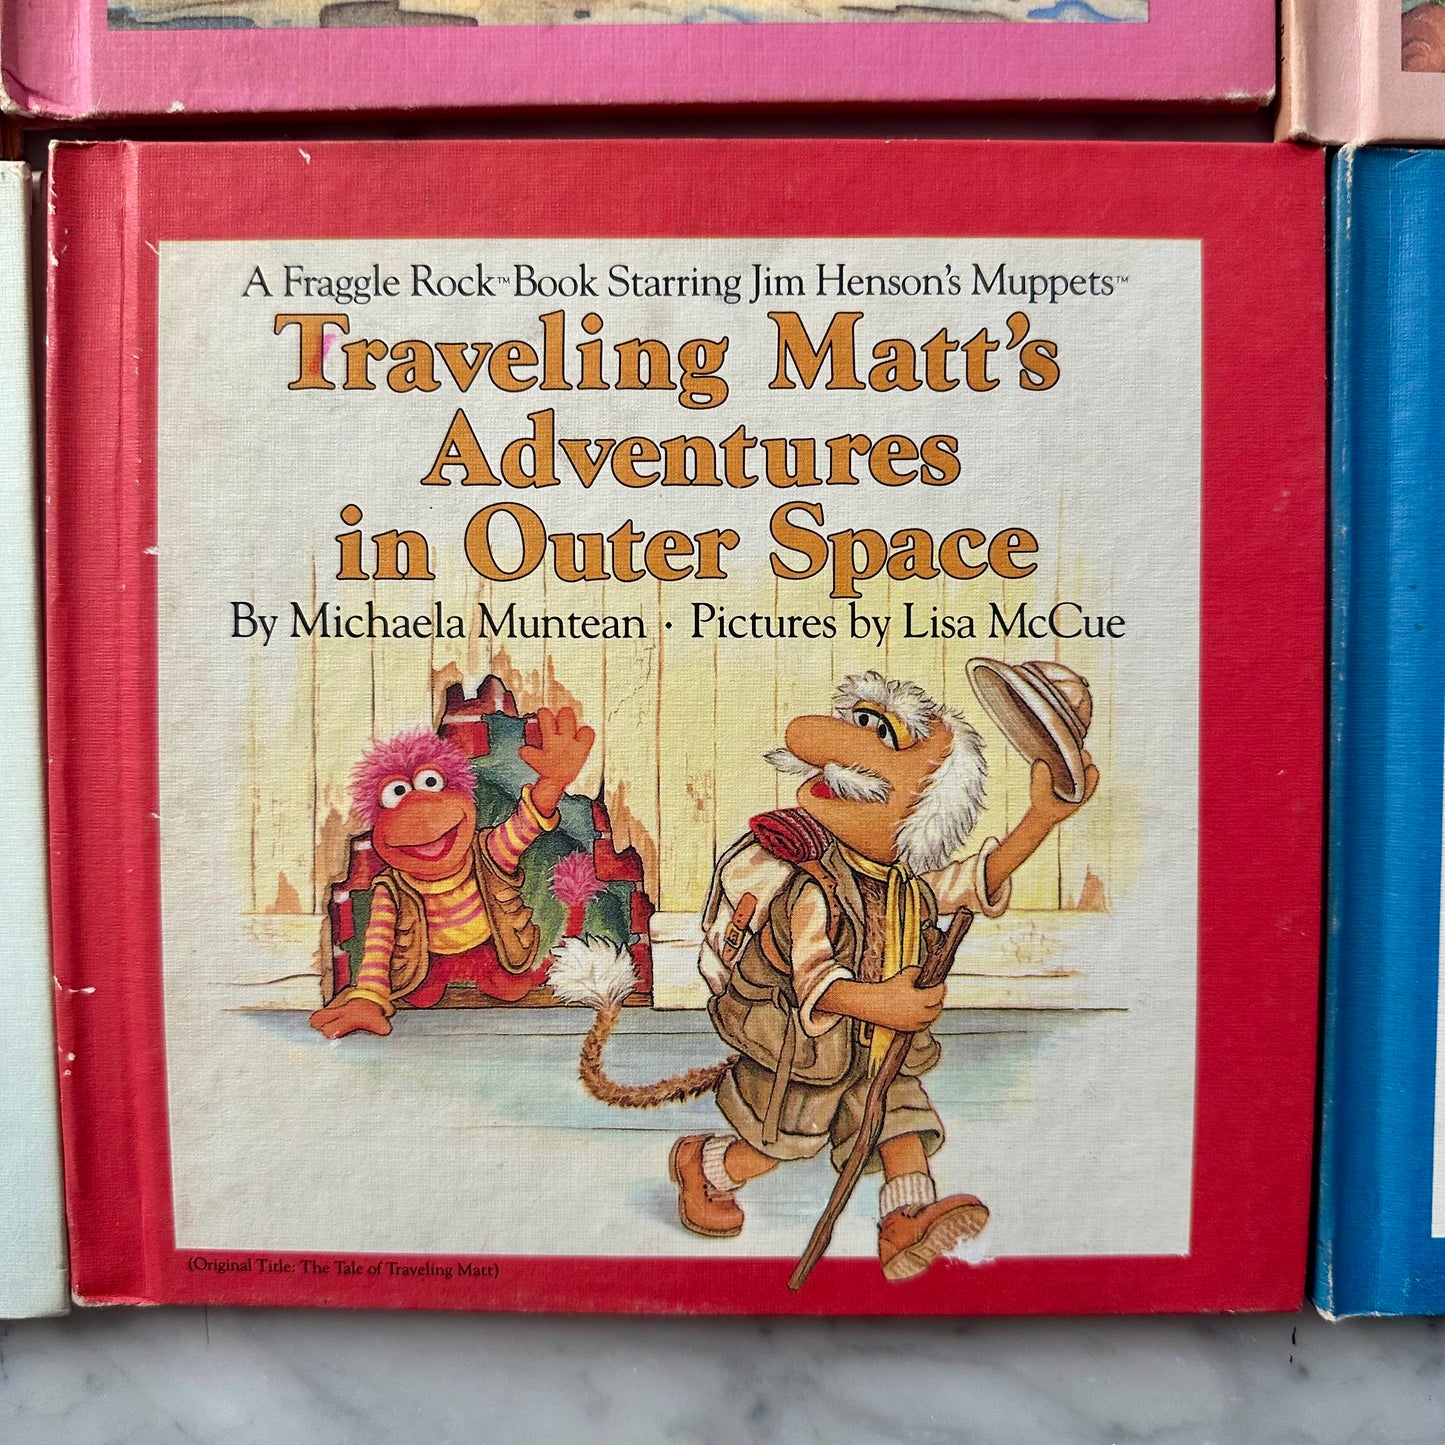 A Fraggle Rock™ Book Starring Jim Henson's Muppets™
Traveling Matt's
Adventures
in Outer Space
By Michaela Muntean · Pictures by Lisa McCue
(Original Title: The Tale of Traveling Matt)